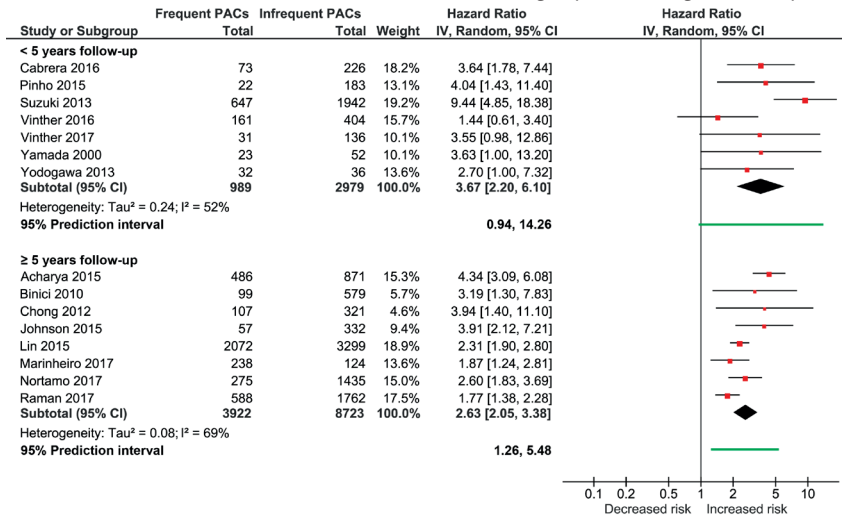 Frequent PACs Infrequent PACs Hazard Ratio Hazard Ratio
Study or Subgroup Total Total Weight IV, Random, 95% CI IV, Random, 95% CI
< 5 years follow-up
Cabrera 2016 73 226 18.2% 3.64 [1.78, 7.44]
Pinho 2015 22 183 13.4% 4.04 [1.43, 11.40]
Suzuki 2013 647 1942 19.2% 9.44 [4.85, 18.38]
Vinther 2016 161 404 15.7% 1.44 [0.61, 3.40]
Vinther 2017 31 136 10.1% 3.55 [0.98, 12.86]
Yamada 2000 23 52 10.1% 3.63 [1.00, 13.20]
Yodogawa 2013 32 36 13.6% 2.70 [1.00, 7.32]
Subtotal (95% CI) 989 2979 100.0% 3.67 [2.20, 6.10]
Heterogeneity: Tau² = 0.24; I² = 52%
95% Prediction interval 0.94, 14.26
≥ 5 years follow-up
Acharya 2015 486 871 15.3% 4.34 [3.09, 6.08]
Binici 2010 99 579 5.7% 3.19 [1.30, 7.83]
Chong 2012 107 321 4.6% 3.94 [1.40, 11.10]
Johnson 2015 57 332 9.4% 3.91 [2.12, 7.21]
Lin 2015 2072 3299 18.9% 2.31 [1.90, 2.80]
Marinheiro 2017 238 124 13.6% 1.87 [1.24, 2.81]
Nortamo 2017 275 1435 15.0% 2.60 [1.83, 3.69]
Raman 2017 588 1762 17.5% 1.77 [1.38, 2.28]
Subtotal (95% CI) 3922 8723 100.0% 2.63 [2.05, 3.38]
Heterogeneity: Tau² = 0.08; I² = 69%
95% Prediction interval 1.26, 5.48
0.1 0.2 0.5 1 2 5 10
Decreased risk Increased risk